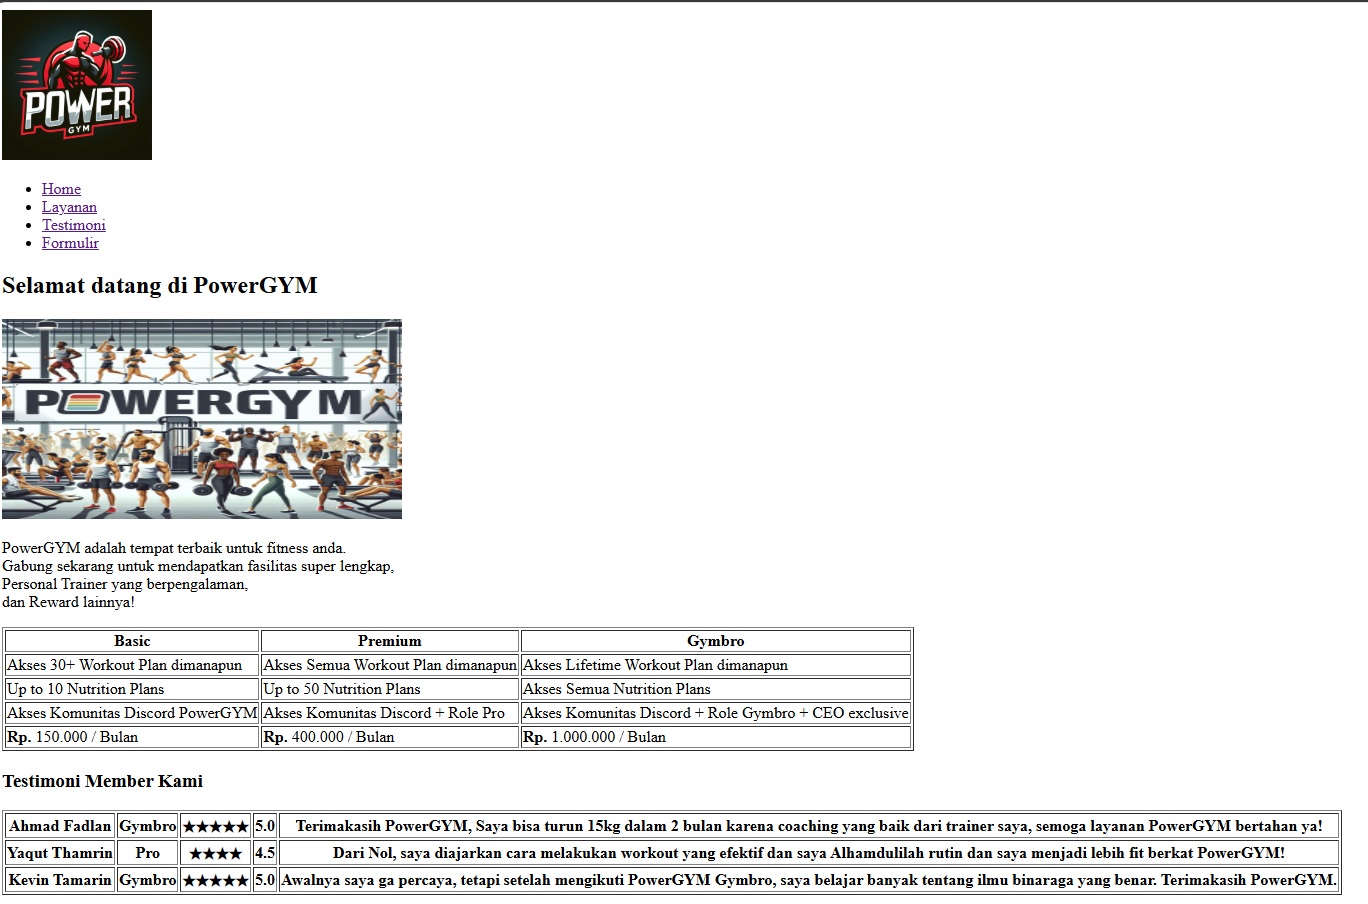 POWER
GYM
Home
Layanan
Testimoni
Formulir
Selamat datang di PowerGYM
POWERGYM
PowerGYM adalah tempat terbaik untuk fitness anda.
Gabung sekarang untuk mendapatkan fasilitas super lengkap,
Personal Trainer yang berpengalaman,
dan Reward lainnya!
Basic Premium Gymbro
Akses 30+ Workout Plan dimanapun Akses Semua Workout Plan dimanapun Akses Lifetime Workout Plan dimanapun
Up to 10 Nutrition Plans Up to 50 Nutrition Plans Akses Semua Nutrition Plans
Akses Komunitas Discord PowerGYM Akses Komunitas Discord + Role Pro Akses Komunitas Discord + Role Gymbro + CEO exclusive
Rp. 150.000 / Bulan Rp. 400.000 / Bulan Rp. 1.000.000 / Bulan
Testimoni Member Kami
Ahmad Fadlan Gymbro ★★★★★ 5.0 Terimakasih PowerGYM, Saya bisa turun 15kg dalam 2 bulan karena coaching yang baik dari trainer saya, semoga layanan PowerGYM bertahan ya!
Yaqut Thamrin Pro ★★★★ 4.5 Dari Nol, saya diajarkan cara melakukan workout yang efektif dan saya Alhamdulilah rutin dan saya menjadi lebih fit berkat PowerGYM!
Kevin Tamarin Gymbro ★★★★★ 5.0 Awalnya saya ga percaya, tetapi setelah mengikuti PowerGYM Gymbro, saya belajar banyak tentang ilmu binaraga yang benar. Terimakasih PowerGYM.